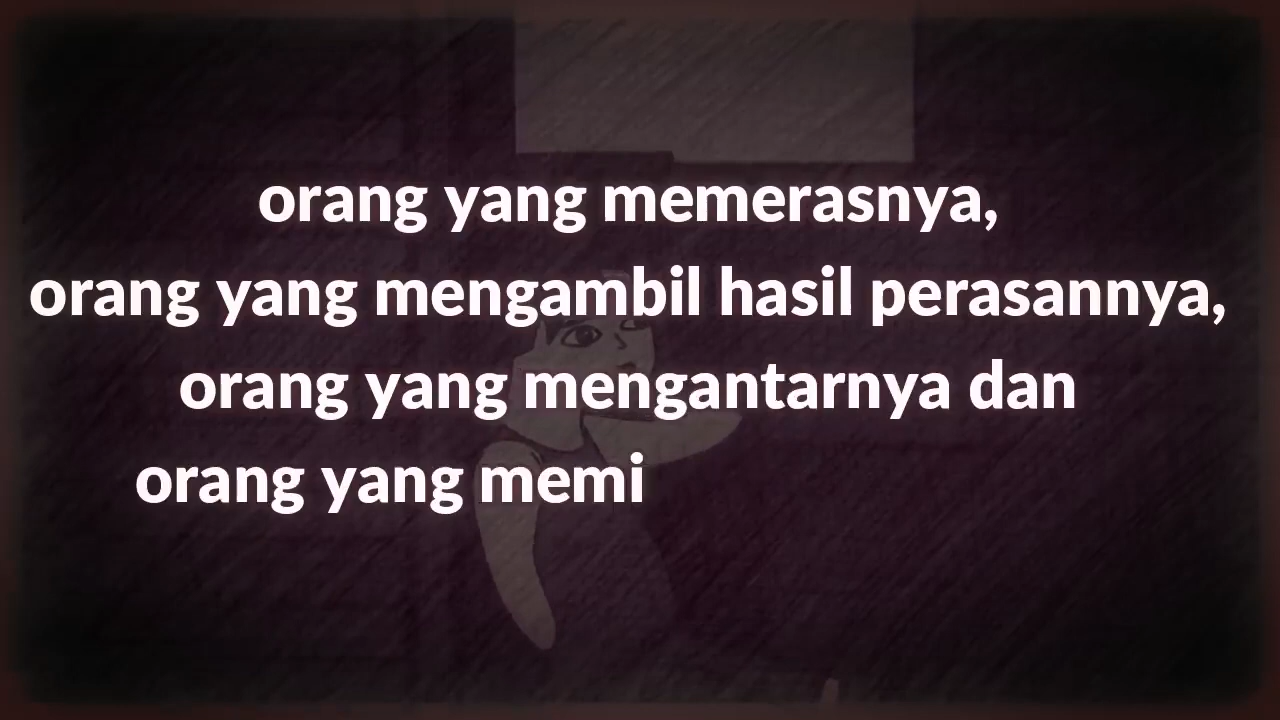 orang yang memerasnya,
orang yang mengambil hasil perasannya,
orang yang mengantarnya dan
orang yang memi